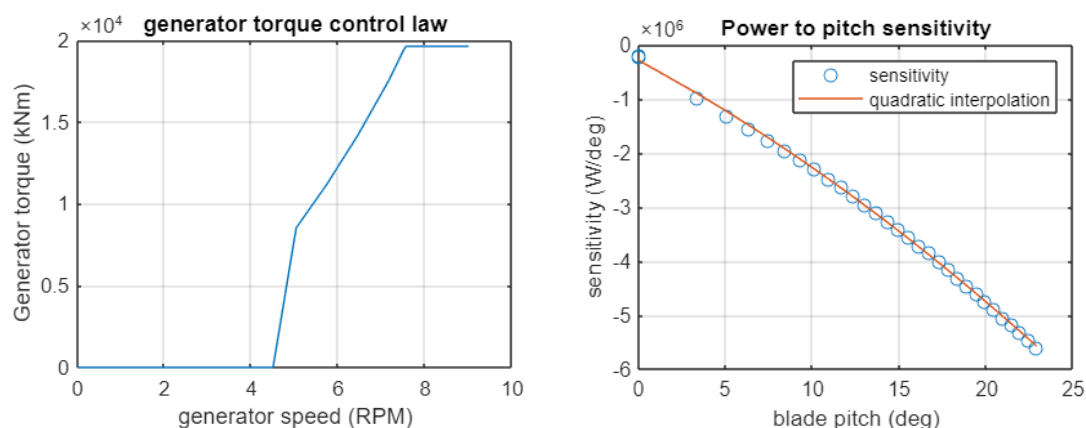 generator torque control law
×10⁴
2
1.5
1
0.5
0
0 2 4 6 8 10
Generator torque (kNm)
generator speed (RPM)
Power to pitch sensitivity
×10⁶
0
-1
-2
-3
-4
-5
-6
0 5 10 15 20 25
sensitivity (W/deg)
blade pitch (deg)
sensitivity
quadratic interpolation